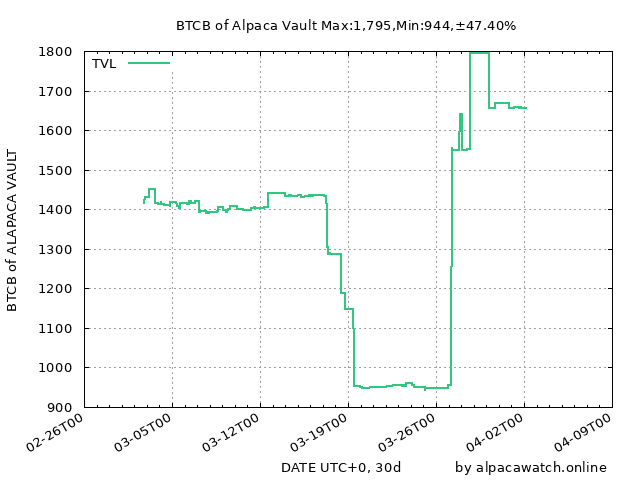 BTCB of Alpaca Vault Max:1,795,Min:944,±47.40%
TVL
BTCB of ALAPACA VAULT
1800
1700
1600
1500
1400
1300
1200
1100
1000
900
02-26T00
03-05T00
03-12T00
03-19T00
03-26T00
04-02T00
04-09T00
DATE UTC+0, 30d
by alpacawatch.online